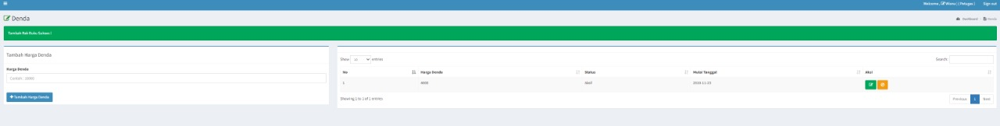 Welcome, Wisnu | ( Petugas )
Sign out
Denda
Dashboard
Denda
Tambah Rak Buku Sukses !
Tambah Harga Denda
Harga Denda
Contoh : 10000
+Tambah Harga Denda
Show 10 entries
Search:
No Harga Denda Status Mulai Tanggal Aksi
1 4000 Aktif 2019-11-23
Showing 1 to 1 of 1 entries
Previous 1 Next